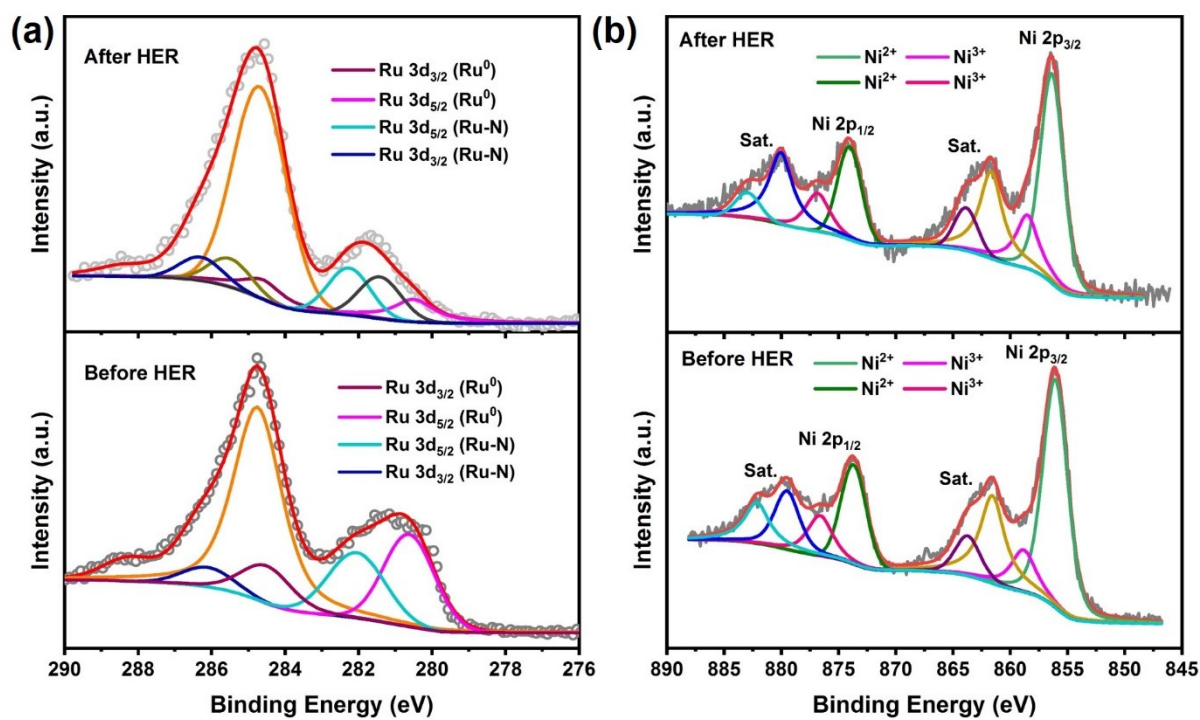 (a)
After HER
Ru 3d3/2 (Ru0)
Ru 3d5/2 (Ru0)
Ru 3d5/2 (Ru-N)
Ru 3d3/2 (Ru-N)
Intensity (a.u.)
Before HER
Ru 3d3/2 (Ru0)
Ru 3d5/2 (Ru0)
Ru 3d5/2 (Ru-N)
Ru 3d3/2 (Ru-N)
Intensity (a.u.)
290 288 286 284 282 280 278 276
Binding Energy (eV)
(b)
After HER
Ni2+ Ni3+
Ni2+ Ni3+
Ni 2p3/2
Ni 2p1/2
Sat.
Sat.
Intensity (a.u.)
Before HER
Ni2+ Ni3+
Ni2+ Ni3+
Ni 2p3/2
Ni 2p1/2
Sat.
Sat.
Intensity (a.u.)
890 885 880 875 870 865 860 855 850 845
Binding Energy (eV)